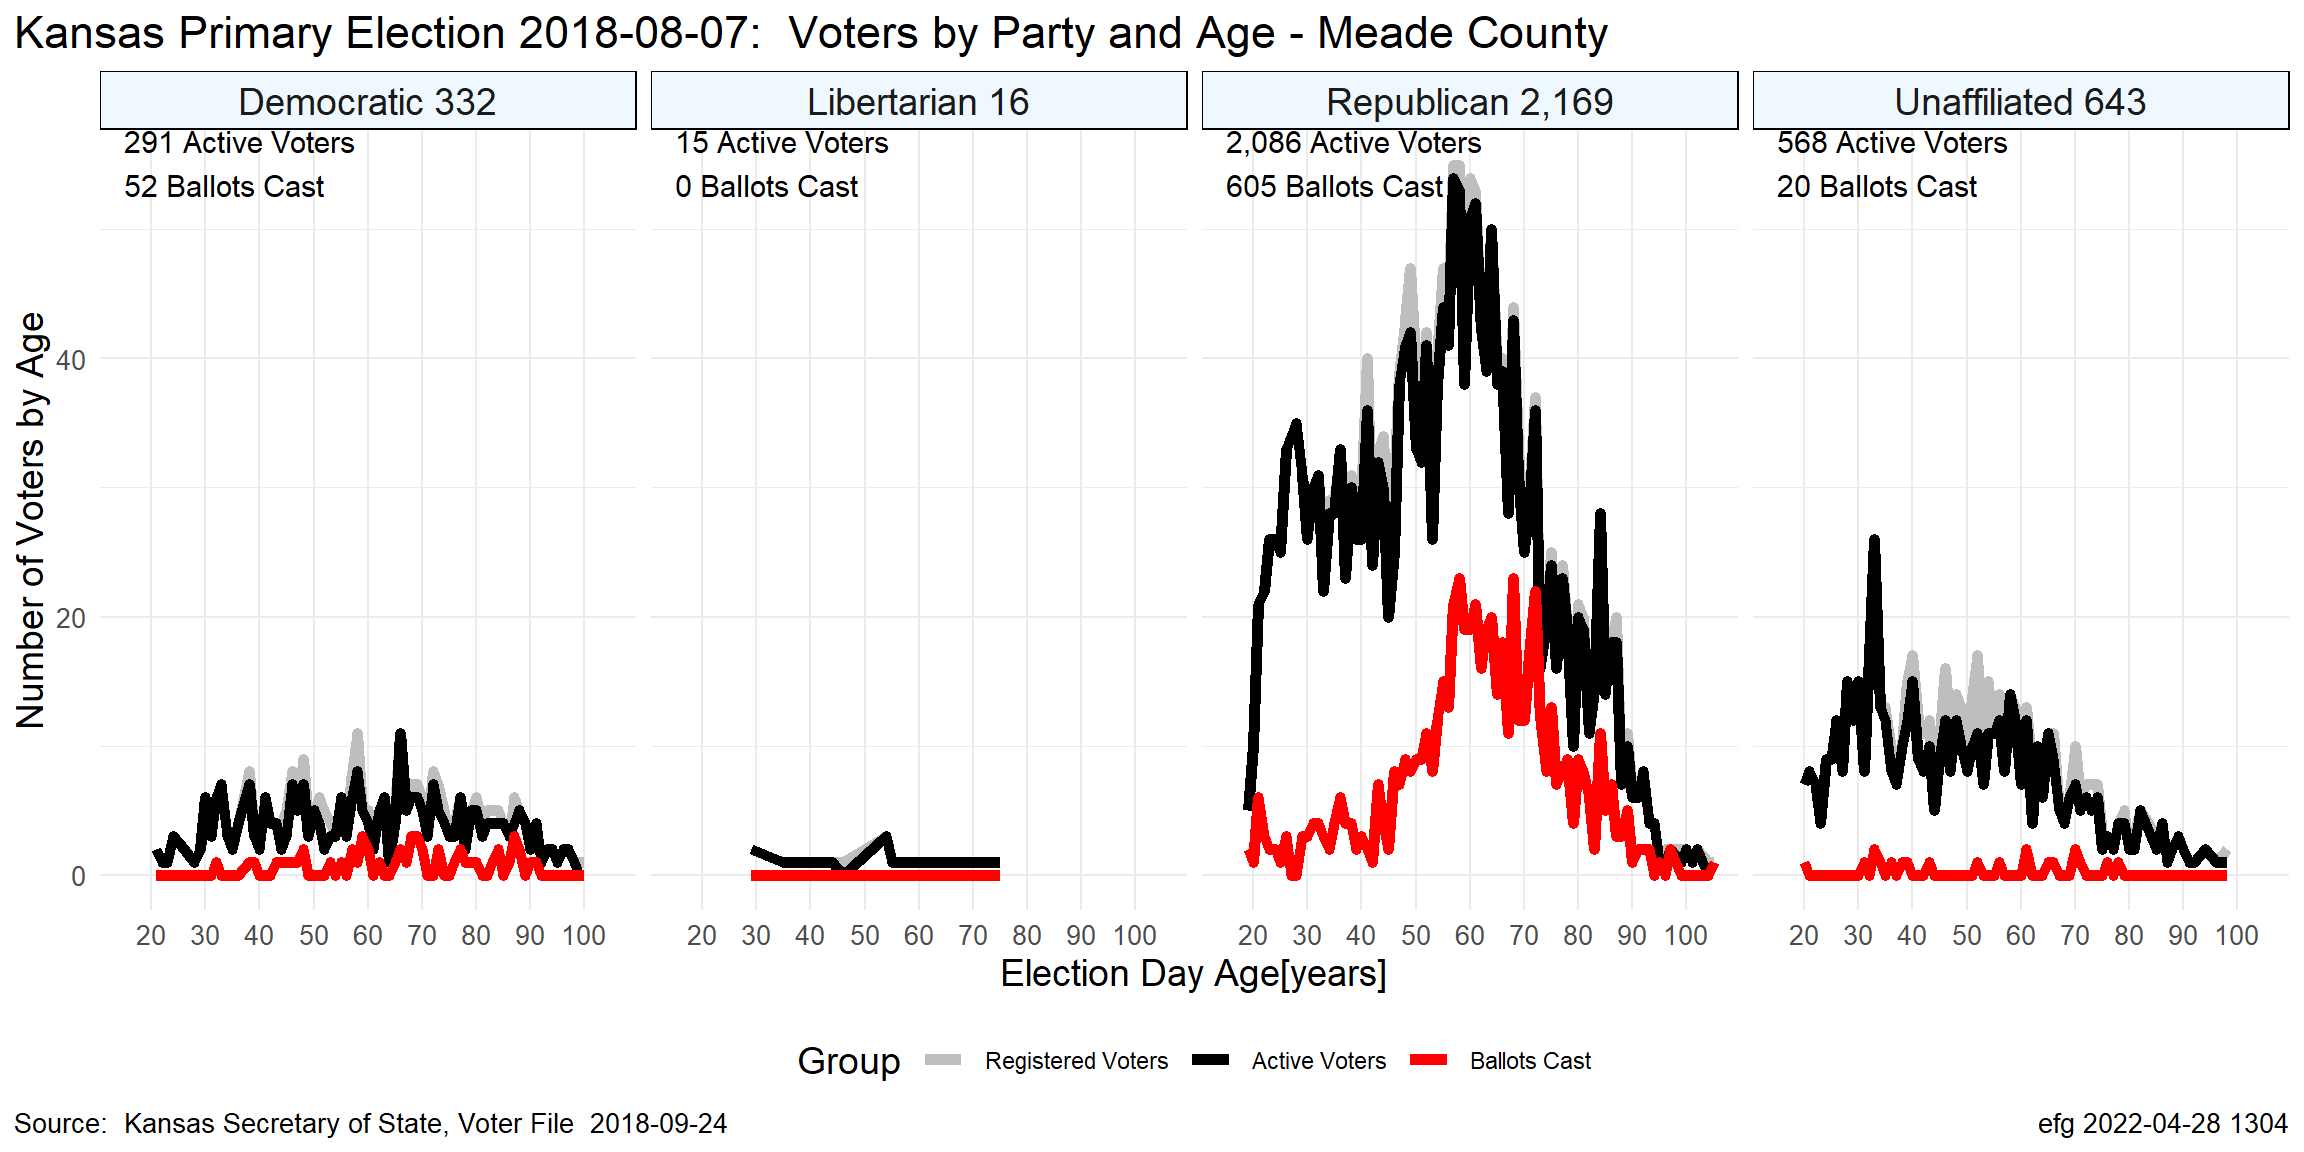 Kansas Primary Election 2018-08-07:  Voters by Party and Age - Meade County
Democratic 332
Libertarian 16
Republican 2,169
Unaffiliated 643
291 Active Voters
52 Ballots Cast
15 Active Voters
0 Ballots Cast
2,086 Active Voters
605 Ballots Cast
568 Active Voters
20 Ballots Cast
Number of Voters by Age
40
20
0
20 30 40 50 60 70 80 90 100
20 30 40 50 60 70 80 90 100
20 30 40 50 60 70 80 90 100
20 30 40 50 60 70 80 90 100
Election Day Age[years]
Group Registered Voters Active Voters Ballots Cast
Source:  Kansas Secretary of State, Voter File  2018-09-24
efg 2022-04-28 1304